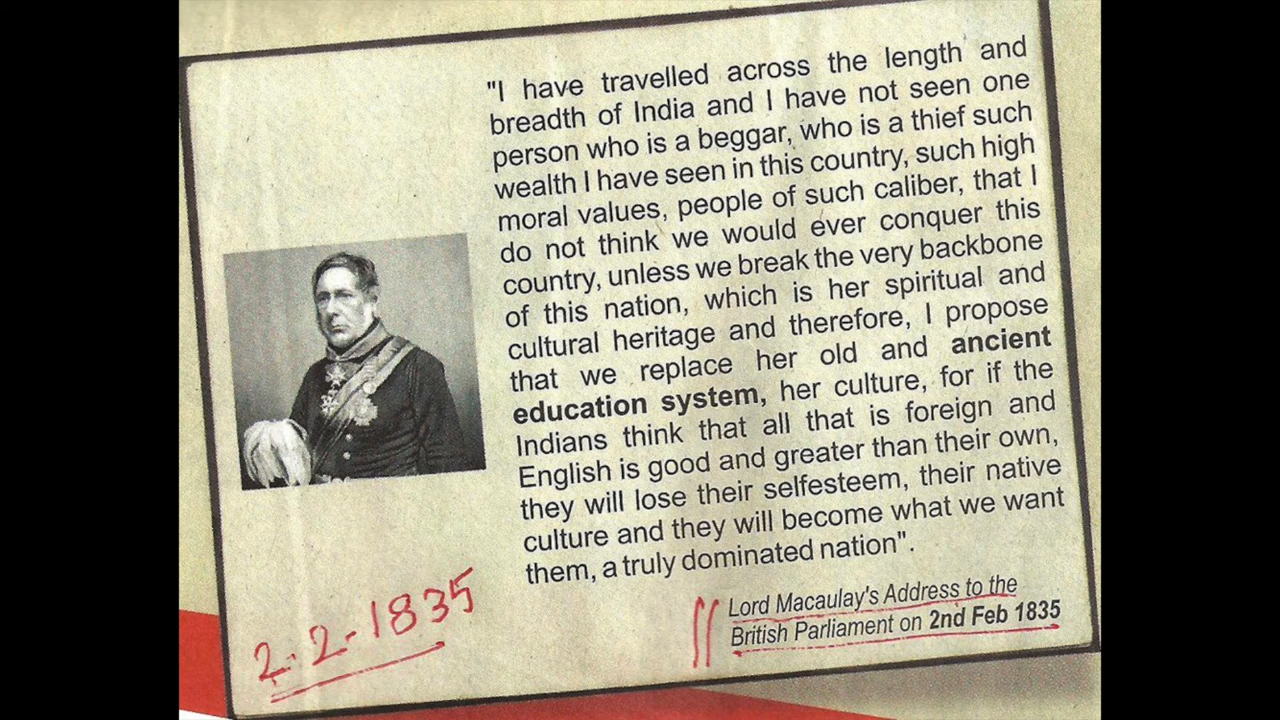 "I have travelled across the length and
breadth of India and I have not seen one
person who is a beggar, who is a thief such
wealth I have seen in this country, such high
moral values, people of such caliber, that I
do not think we would ever conquer this
country, unless we break the very backbone
of this nation, which is her spiritual and
cultural heritage and therefore, I propose
that we replace her old and ancient
education system, her culture, for if the
Indians think that all that is foreign and
English is good and greater than their own,
they will lose their selfesteem, their native
culture and they will become what we want
them, a truly dominated nation".
Lord Macaulay's Address to the
British Parliament on 2nd Feb 1835
2-2-1835